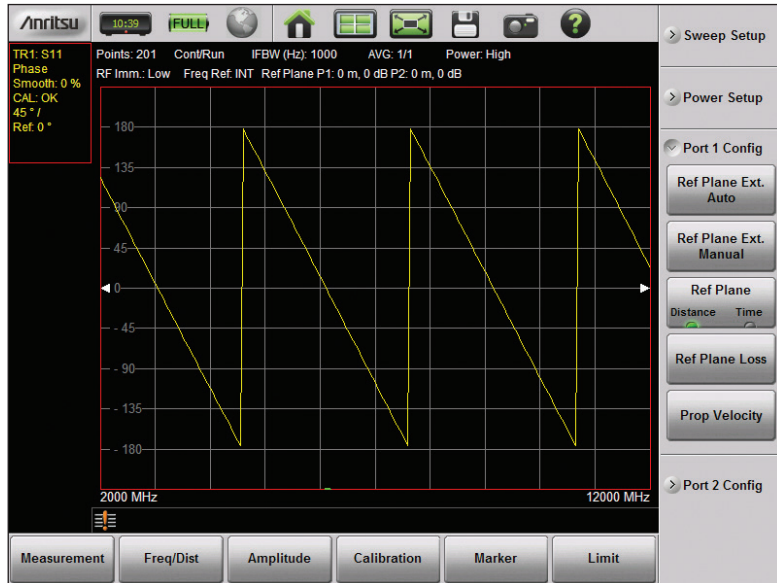 Anritsu
10:39
FULL
?
TR1: S11
Phase
Smooth: 0 %
CAL: OK
45 ° /
Ref: 0 °
Points: 201 Cont/Run IFBW (Hz): 1000 AVG: 1/1 Power: High
RF Imm.: Low Freq Ref: INT Ref Plane P1: 0 m, 0 dB P2: 0 m, 0 dB
180
135
90
45
0
- 45
- 90
- 135
- 180
2000 MHz 12000 MHz
Sweep Setup
Power Setup
Port 1 Config
Ref Plane Ext.
Auto
Ref Plane Ext.
Manual
Ref Plane
Distance Time
Ref Plane Loss
Prop Velocity
Port 2 Config
Measurement Freq/Dist Amplitude Calibration Marker Limit